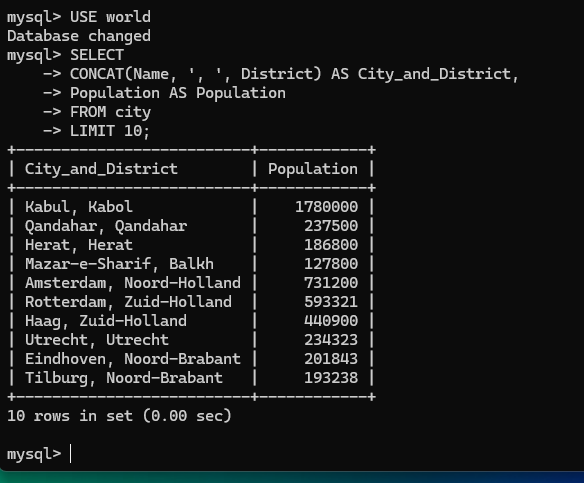 mysql> USE world
Database changed
mysql> SELECT
    -> CONCAT(Name, ', ', District) AS City_and_District,
    -> Population AS Population
    -> FROM city
    -> LIMIT 10;
+--------------------------+------------+
| City_and_District        | Population |
+--------------------------+------------+
| Kabul, Kabol             |    1780000 |
| Qandahar, Qandahar       |     237500 |
| Herat, Herat             |     186800 |
| Mazar-e-Sharif, Balkh    |     127800 |
| Amsterdam, Noord-Holland |     731200 |
| Rotterdam, Zuid-Holland  |     593321 |
| Haag, Zuid-Holland       |     440900 |
| Utrecht, Utrecht         |     234323 |
| Eindhoven, Noord-Brabant |     201843 |
| Tilburg, Noord-Brabant   |     193238 |
+--------------------------+------------+
10 rows in set (0.00 sec)
mysql>